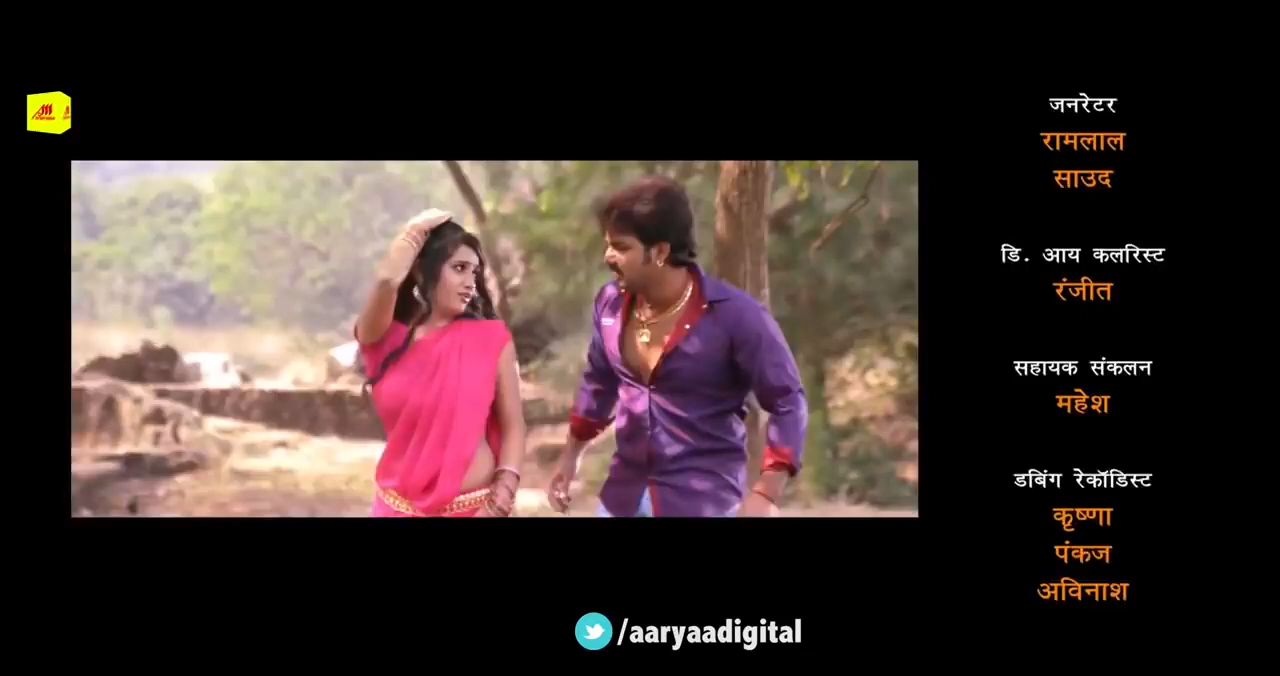 जनरेटर
रामलाल
साउद
डि. आय कलरिस्ट
रंजीत
सहायक संकलन
महेश
डबिंग रेकॉडिस्ट
कृष्णा
पंकज
अविनाश
/aaryaadigital